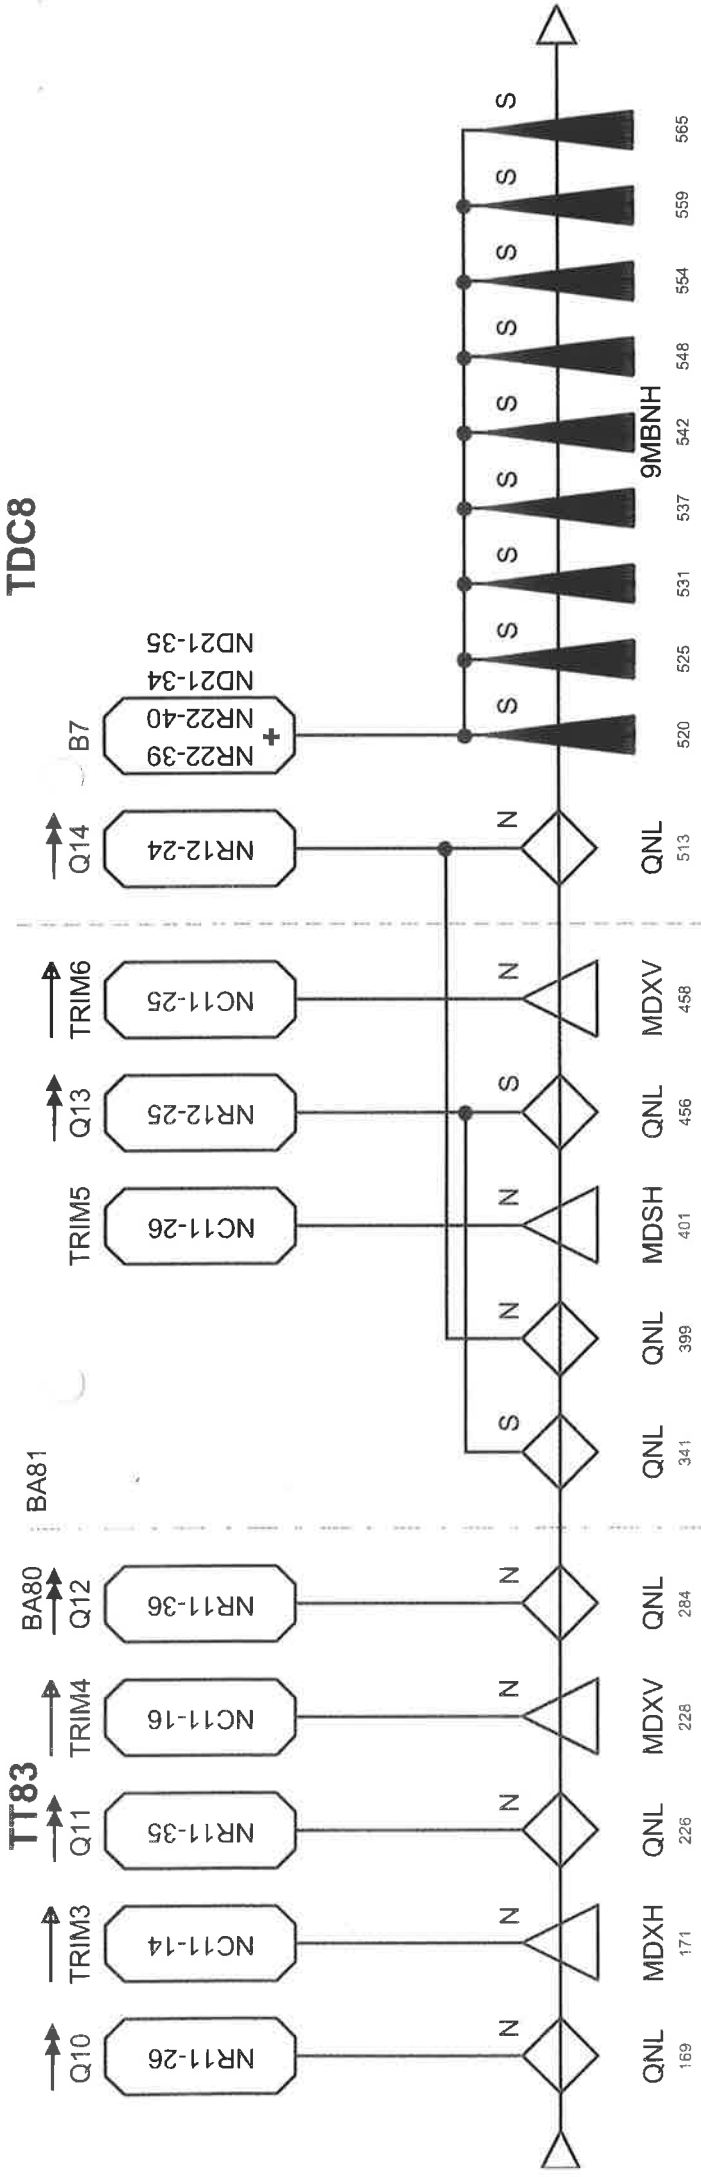 TT83
TDC8
BA80
BA81
Q10
TRIM3
Q11
TRIM4
Q12
TRIM5
Q13
TRIM6
Q14
B7
NR11-26
NC11-14
NR11-35
NC11-16
NR11-36
NC11-26
NR12-25
NC11-25
NR12-24
NR22-39
NR22-40
ND21-34
ND21-35
+
N
N
N
N
N
S
N
N
S
N
N
S
S
S
S
S
S
S
S
S
QNL
MDXH
QNL
MDXV
QNL
QNL
QNL
MDSH
QNL
MDXV
QNL
9MBNH
169
171
226
228
284
341
399
401
456
458
513
520
525
531
537
542
548
554
559
565